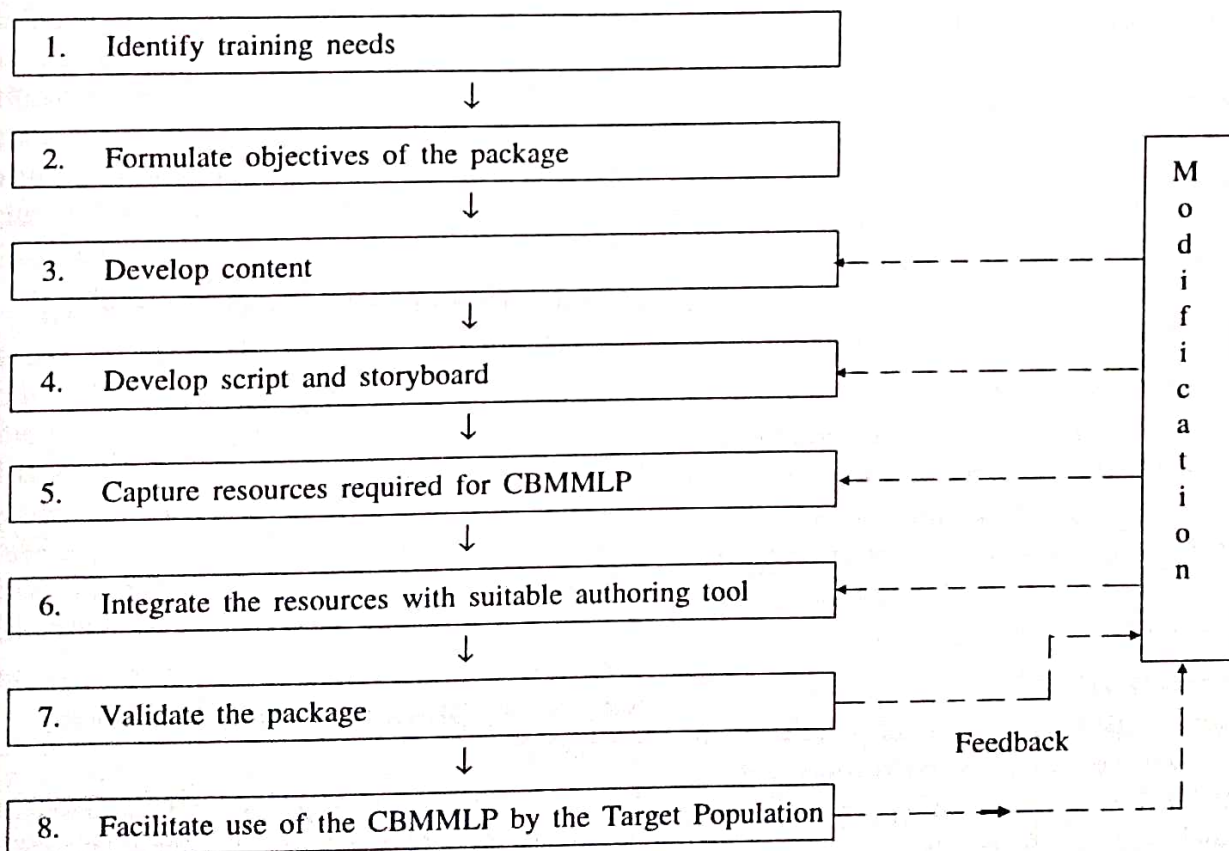 1. Identify training needs
2. Formulate objectives of the package
3. Develop content
4. Develop script and storyboard
5. Capture resources required for CBMMLP
6. Integrate the resources with suitable authoring tool
7. Validate the package
8. Facilitate use of the CBMMLP by the Target Population
Modification
Feedback